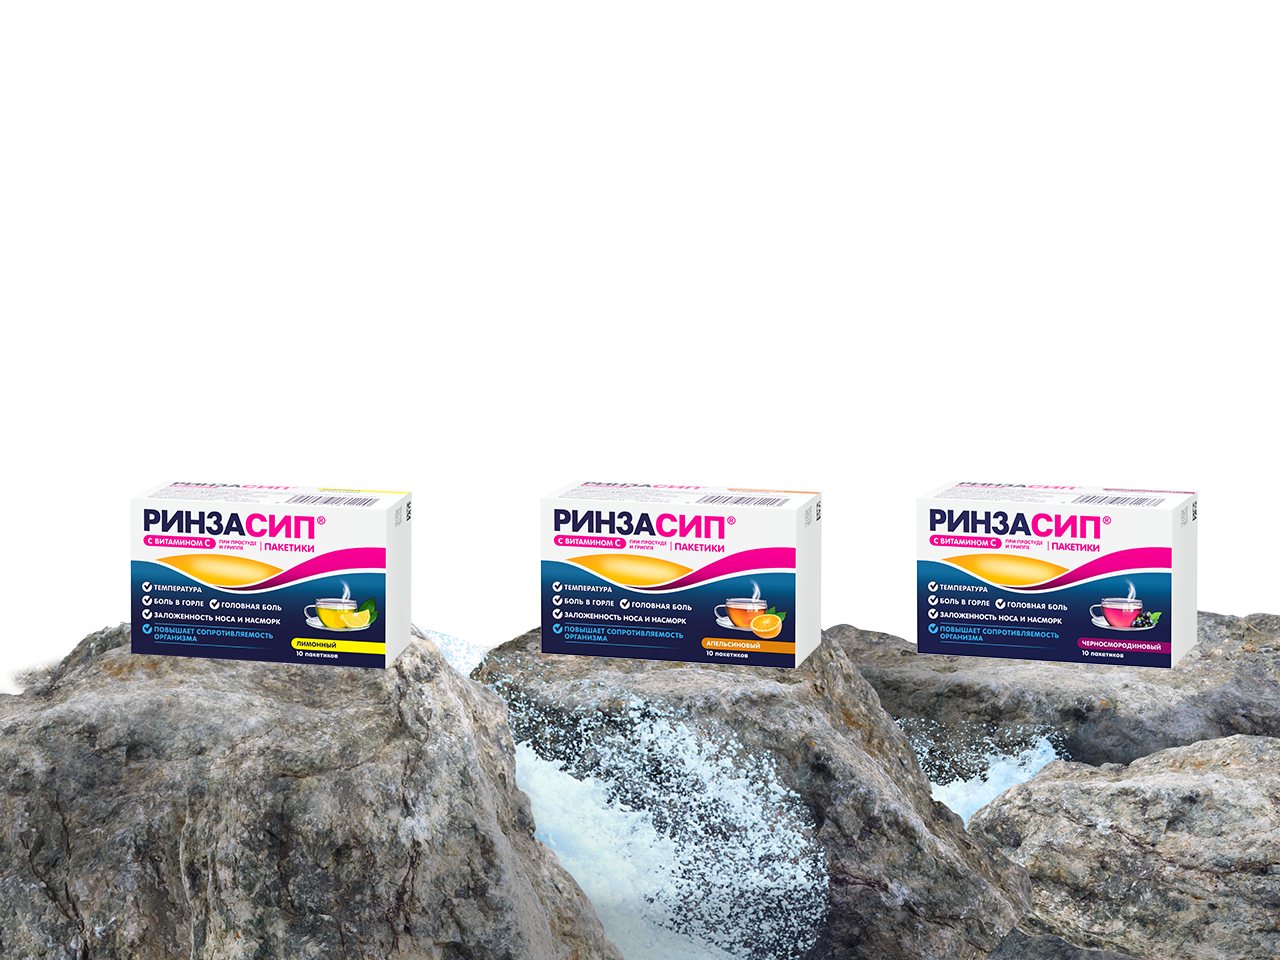 РИНЗАСИП
РИНЗАСИП®
С ВИТАМИНОМ С
ПРИ ПРОСТУДЕ
И ГРИППЕ
ПАКЕТИКИ
ТЕМПЕРАТУРА
БОЛЬ В ГОРЛЕ
ГОЛОВНАЯ БОЛЬ
ЗАЛОЖЕННОСТЬ НОСА И НАСМОРК
ПОВЫШАЕТ СОПРОТИВЛЯЕМОСТЬ
ОРГАНИЗМА
ЛИМОННЫЙ
10 пакетиков
РИНЗАСИП
РИНЗАСИП®
С ВИТАМИНОМ С
ПРИ ПРОСТУДЕ
И ГРИППЕ
ПАКЕТИКИ
ТЕМПЕРАТУРА
БОЛЬ В ГОРЛЕ
ГОЛОВНАЯ БОЛЬ
ЗАЛОЖЕННОСТЬ НОСА И НАСМОРК
ПОВЫШАЕТ СОПРОТИВЛЯЕМОСТЬ
ОРГАНИЗМА
АПЕЛЬСИНОВЫЙ
10 пакетиков
РИНЗАСИП
РИНЗАСИП®
С ВИТАМИНОМ С
ПРИ ПРОСТУДЕ
И ГРИППЕ
ПАКЕТИКИ
ТЕМПЕРАТУРА
БОЛЬ В ГОРЛЕ
ГОЛОВНАЯ БОЛЬ
ЗАЛОЖЕННОСТЬ НОСА И НАСМОРК
ПОВЫШАЕТ СОПРОТИВЛЯЕМОСТЬ
ОРГАНИЗМА
ЧЕРНОСМОРОДИНОВЫЙ
10 пакетиков